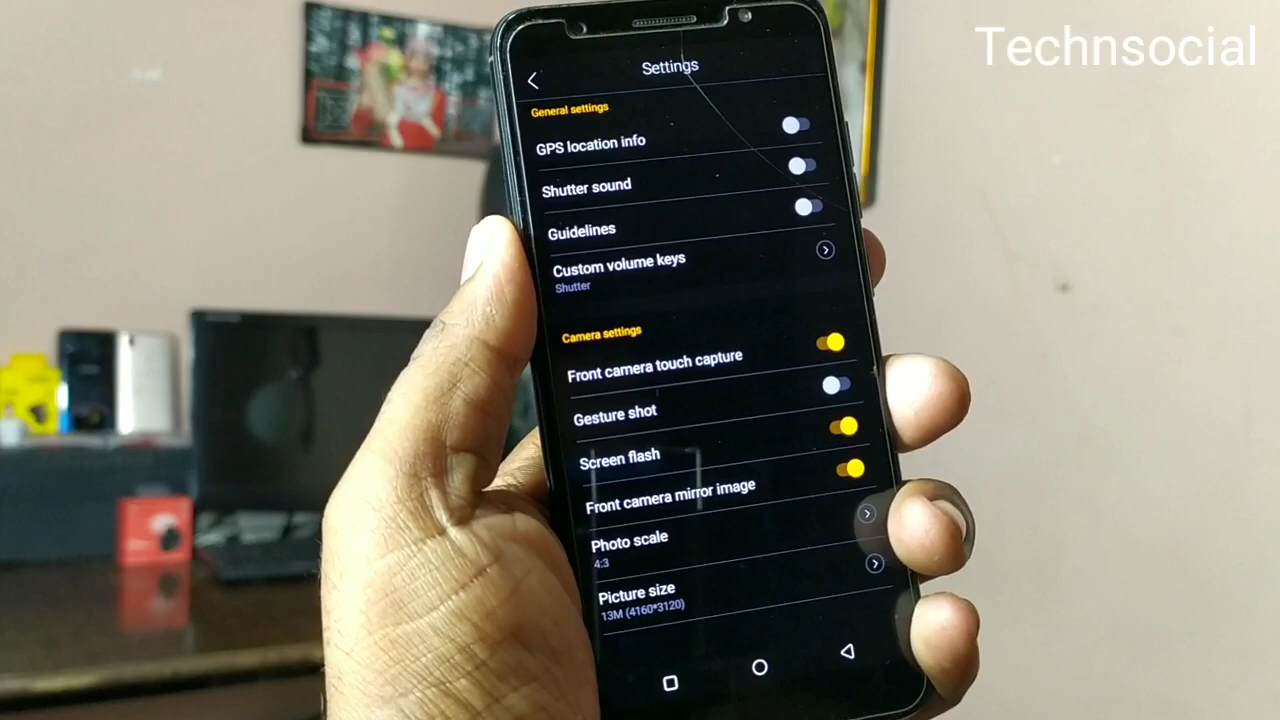 Technsocial
Settings
General settings
GPS location info
Shutter sound
Guidelines
Custom volume keys
Shutter
Camera settings
Front camera touch capture
Gesture shot
Screen flash
Front camera mirror image
Photo scale
4:3
Picture size
13M (4160*3120)